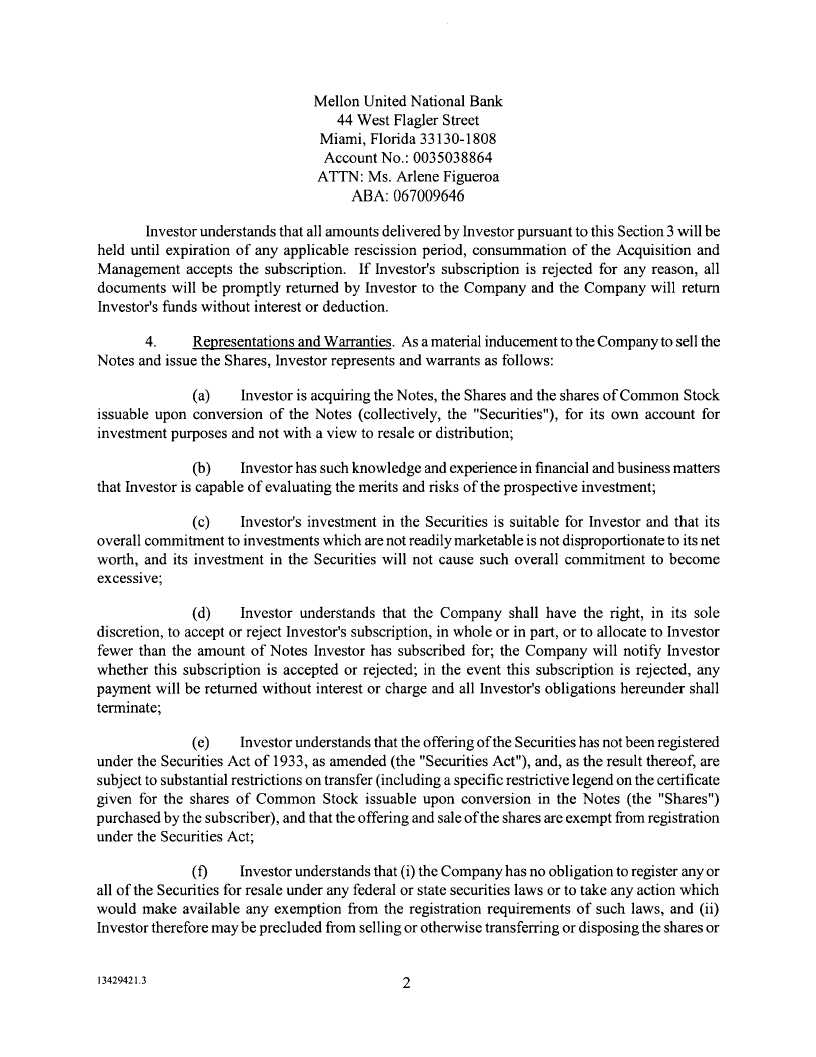 Mellon United National Bank
44 West Flagler Street
Miami, Florida 33130-1808
Account No.: 0035038864
ATTN: Ms. Arlene Figueroa
ABA: 067009646
Investor understands that all amounts delivered by Investor pursuant to this Section 3 will be
held until expiration of any applicable rescission period, consummation of the Acquisition and
Management accepts the subscription. If Investor's subscription is rejected for any reason, all
documents will be promptly returned by Investor to the Company and the Company will return
Investor's funds without interest or deduction.
4. Representations and Warranties. As a material inducement to the Company to sell the
Notes and issue the Shares, Investor represents and warrants as follows:
(a) Investor is acquiring the Notes, the Shares and the shares of Common Stock
issuable upon conversion of the Notes (collectively, the "Securities"), for its own account for
investment purposes and not with a view to resale or distribution;
(b) Investor has such knowledge and experience in financial and business matters
that Investor is capable of evaluating the merits and risks of the prospective investment;
(c) Investor's investment in the Securities is suitable for Investor and that its
overall commitment to investments which are not readily marketable is not disproportionate to its net
worth, and its investment in the Securities will not cause such overall commitment to become
excessive;
(d) Investor understands that the Company shall have the right, in its sole
discretion, to accept or reject Investor's subscription, in whole or in part, or to allocate to Investor
fewer than the amount of Notes Investor has subscribed for; the Company will notify Investor
whether this subscription is accepted or rejected; in the event this subscription is rejected, any
payment will be returned without interest or charge and all Investor's obligations hereunder shall
terminate;
(e) Investor understands that the offering of the Securities has not been registered
under the Securities Act of 1933, as amended (the "Securities Act"), and, as the result thereof, are
subject to substantial restrictions on transfer (including a specific restrictive legend on the certificate
given for the shares of Common Stock issuable upon conversion in the Notes (the "Shares")
purchased by the subscriber), and that the offering and sale of the shares are exempt from registration
under the Securities Act;
(f) Investor understands that (i) the Company has no obligation to register any or
all of the Securities for resale under any federal or state securities laws or to take any action which
would make available any exemption from the registration requirements of such laws, and (ii)
Investor therefore may be precluded from selling or otherwise transferring or disposing the shares or
13429421.3
2